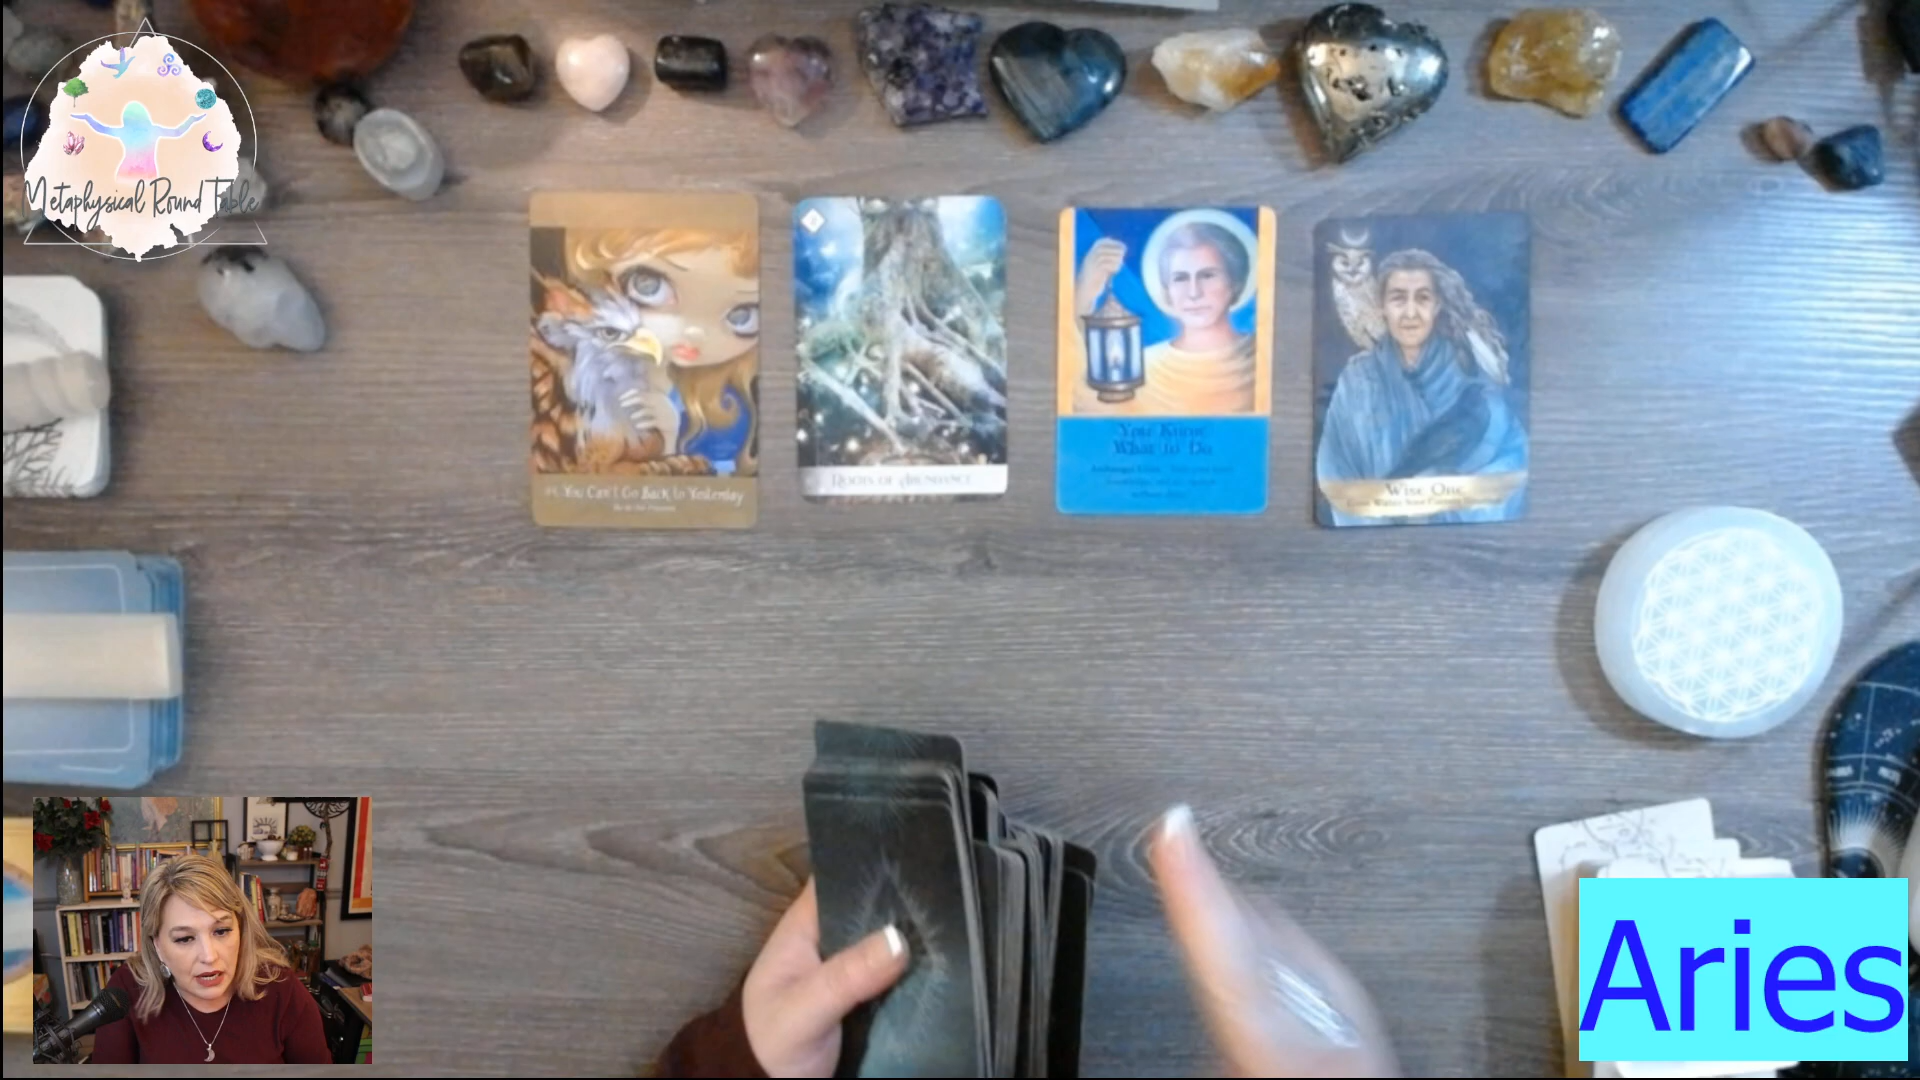 Metaphysical Round Table
You Can't Go Back to Yesterday
Roots of Abundance
You Know
What to Do
Wise One
Aries